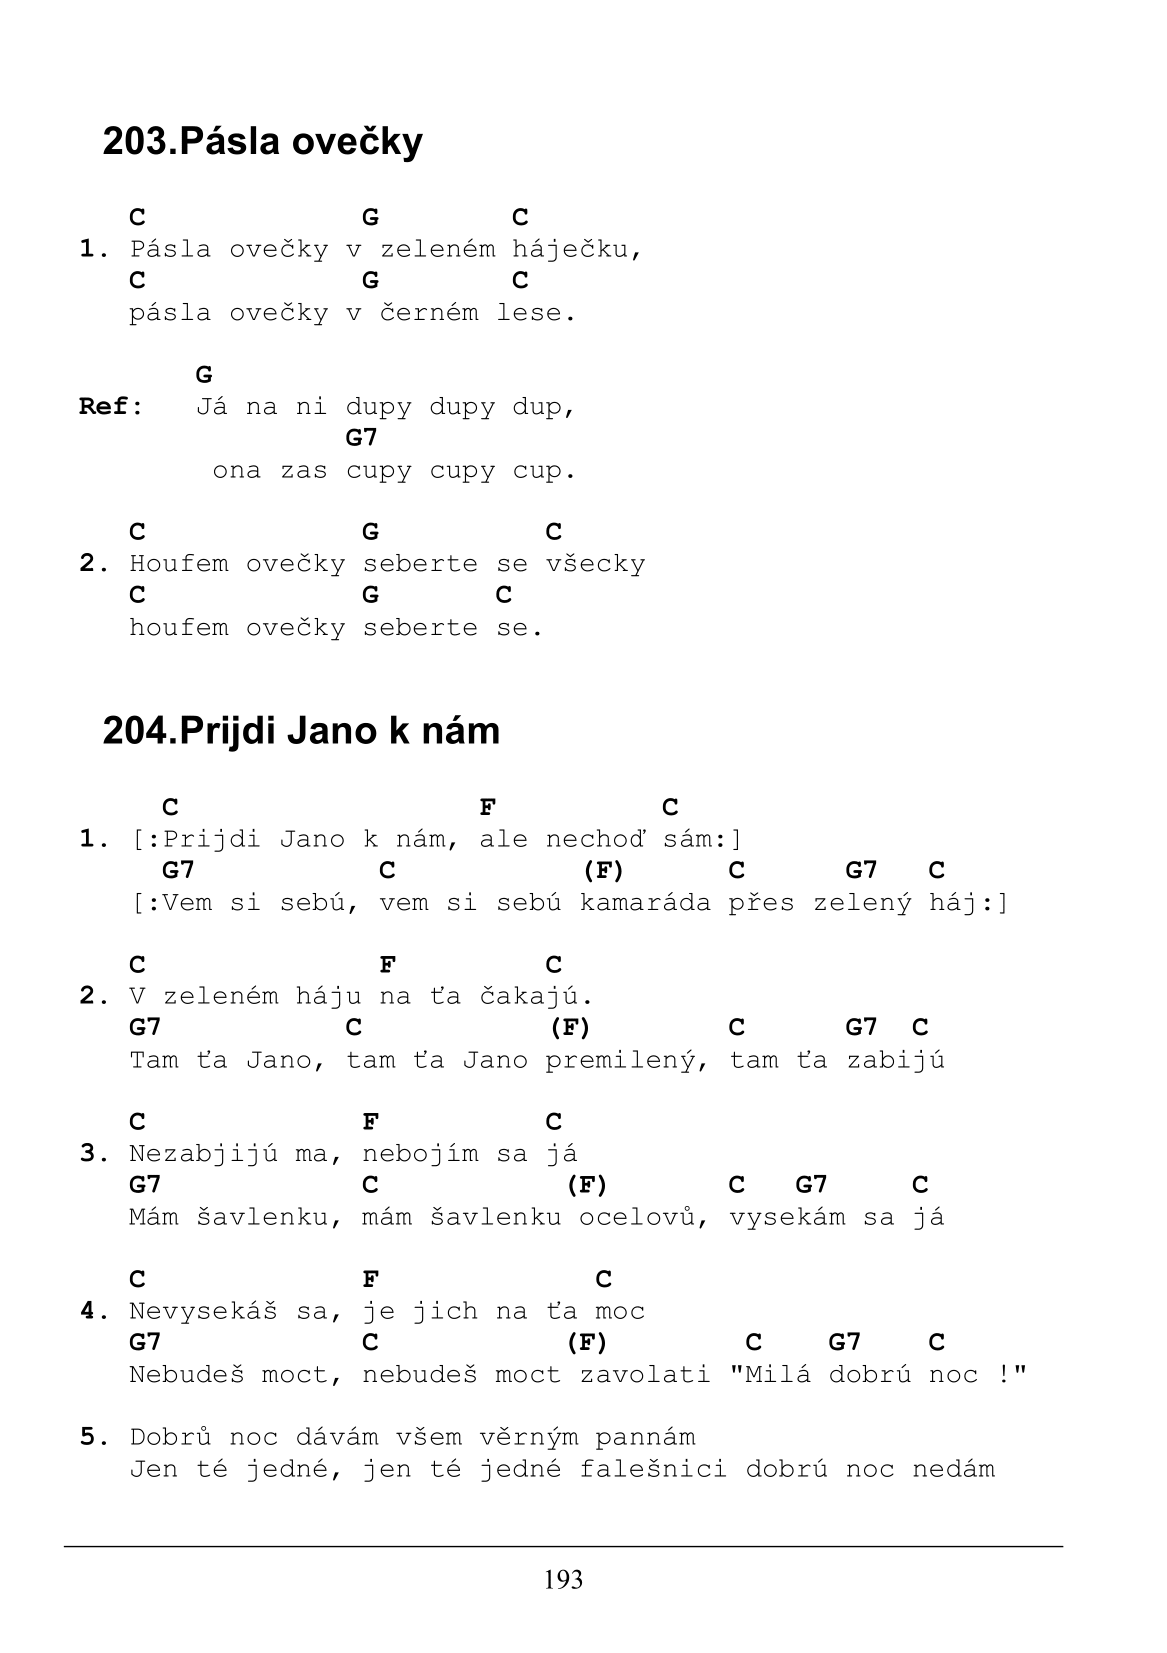 203.Pásla ovečky
C G C
1. Pásla ovečky v zeleném háječku,
C G C
pásla ovečky v černém lese.
G
Ref: Já na ni dupy dupy dup,
G7
ona zas cupy cupy cup.
C G C
2. Houfem ovečky seberte se všecky
C G C
houfem ovečky seberte se.
204.Prijdi Jano k nám
C F C
1. [:Prijdi Jano k nám, ale nechoď sám:]
G7 C (F) C G7 C
[:Vem si sebú, vem si sebú kamaráda přes zelený háj:]
C F C
2. V zeleném háju na ťa čakajú.
G7 C (F) C G7 C
Tam ťa Jano, tam ťa Jano premilený, tam ťa zabijú
C F C
3. Nezabjijú ma, nebojím sa já
G7 C (F) C G7 C
Mám šavlenku, mám šavlenku ocelovů, vysekám sa já
C F C
4. Nevysekáš sa, je jich na ťa moc
G7 C (F) C G7 C
Nebudeš moct, nebudeš moct zavolati "Milá dobrú noc !"
5. Dobrů noc dávám všem věrným pannám
Jen té jedné, jen té jedné falešnici dobrú noc nedám
193